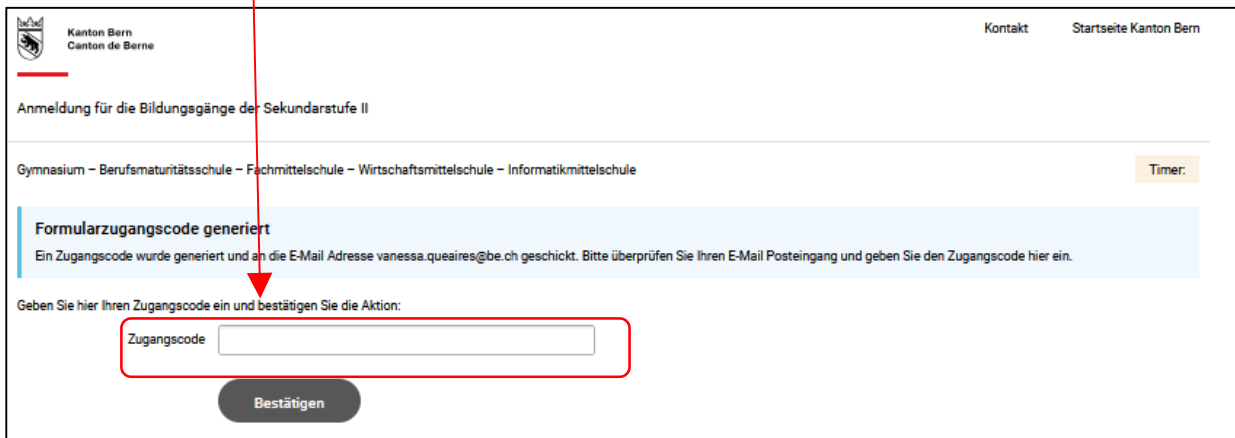 Kanton Bern
Canton de Berne
Kontakt
Startseite Kanton Bern
Anmeldung für die Bildungsgänge der Sekundarstufe II
Gymnasium – Berufsmaturitätsschule – Fachmittelschule – Wirtschaftsmittelschule – Informatikmittelschule
Timer:
Formularzugangscode generiert
Ein Zugangscode wurde generiert und an die E-Mail Adresse vanessa.queaires@be.ch geschickt. Bitte überprüfen Sie Ihren E-Mail Posteingang und geben Sie den Zugangscode hier ein.
Geben Sie hier Ihren Zugangscode ein und bestätigen Sie die Aktion:
Zugangscode
Bestätigen